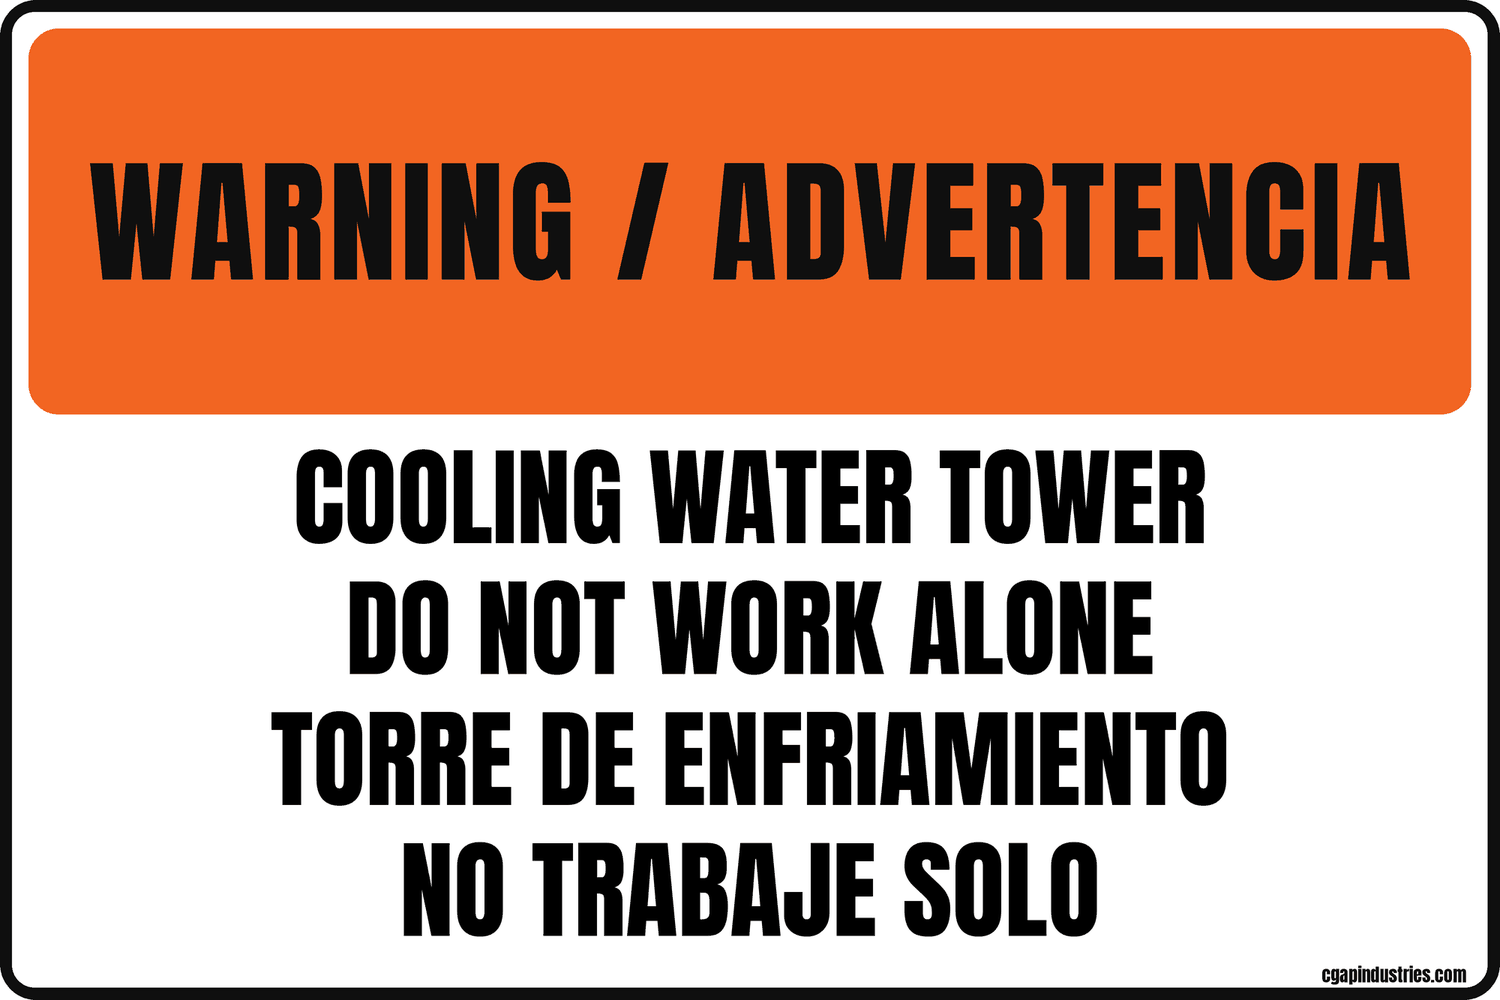 WARNING / ADVERTENCIA
COOLING WATER TOWER
DO NOT WORK ALONE
TORRE DE ENFRIAMIENTO
NO TRABAJE SOLO
cgapindustries.com